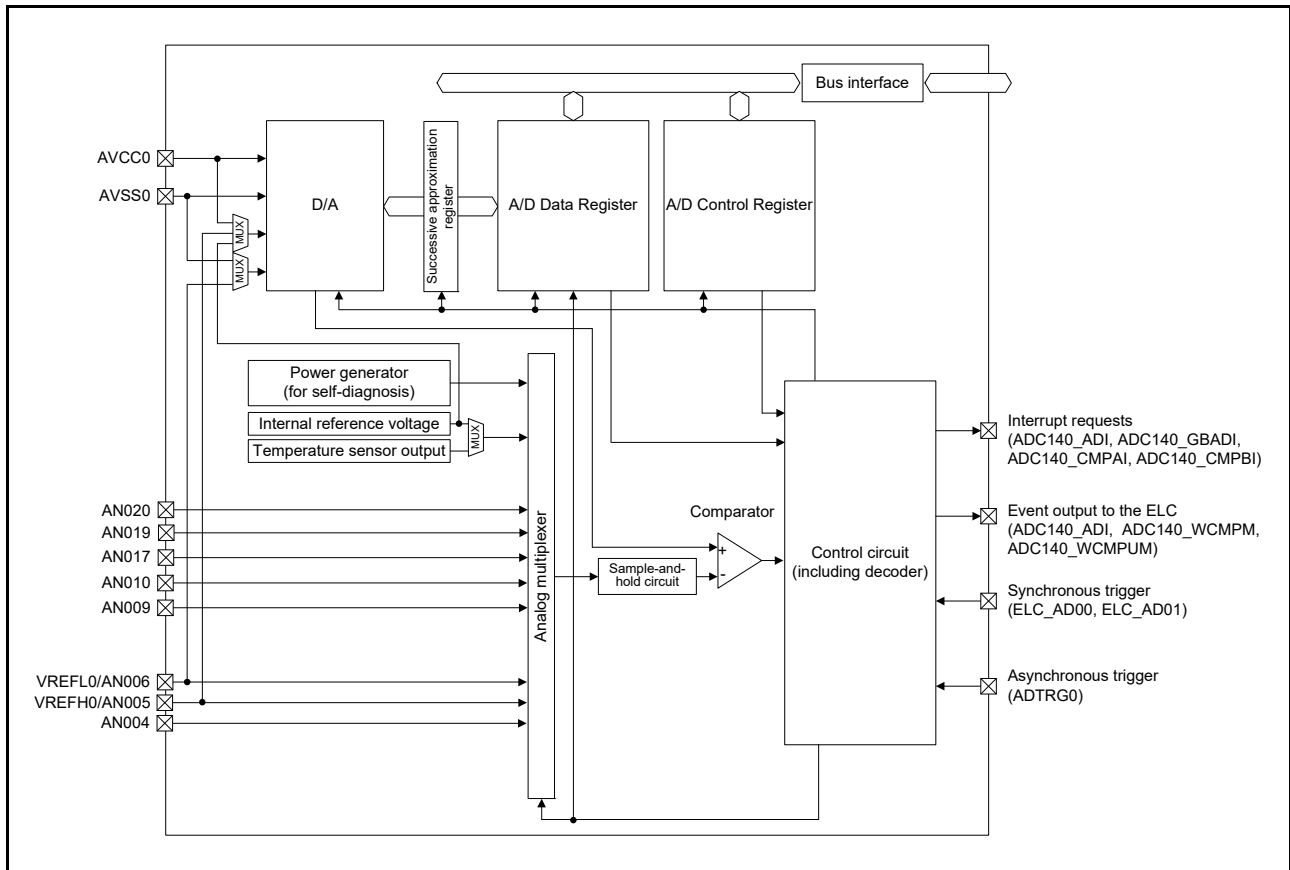 Bus interface
AVCC0
AVSS0
MUX
MUX
D/A
Successive approximation
register
A/D Data Register
A/D Control Register
Power generator
(for self-diagnosis)
Internal reference voltage
Temperature sensor output
MUX
AN020
AN019
AN017
AN010
AN009
VREFL0/AN006
VREFH0/AN005
AN004
Analog multiplexer
Sample-and-
hold circuit
Comparator
+
-
Control circuit
(including decoder)
Interrupt requests
(ADC140_ADI, ADC140_GBADI,
ADC140_CMPAI, ADC140_CMPBI)
Event output to the ELC
(ADC140_ADI, ADC140_WCMPM,
ADC140_WCMPUM)
Synchronous trigger
(ELC_AD00, ELC_AD01)
Asynchronous trigger
(ADTRG0)